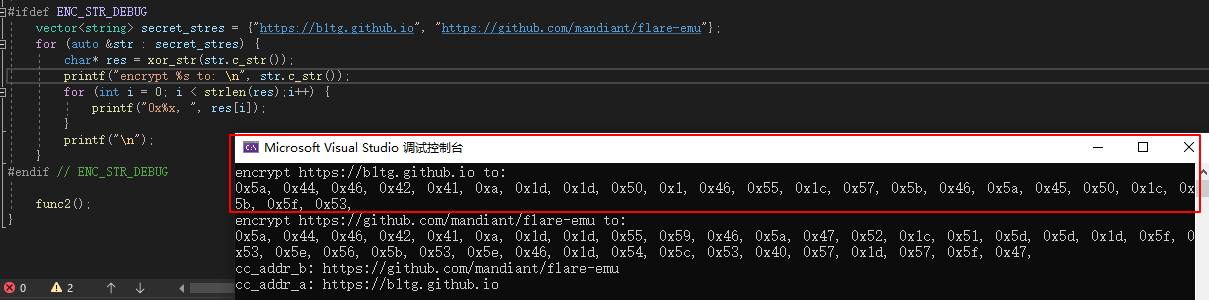 #ifdef ENC_STR_DEBUG
vector<string> secret_stres = {"https://b1tg.github.io", "https://github.com/mandiant/flare-emu"};
for (auto &str : secret_stres) {
char* res = xor_str(str.c_str());
printf("encrypt %s to: \n", str.c_str());
for (int i = 0; i < strlen(res);i++) {
printf("0x%x, ", res[i]);
}
printf("\n");
}
#endif // ENC_STR_DEBUG
func2();
}
0
2
Microsoft Visual Studio 调试控制台
encrypt https://b1tg.github.io to:
0x5a, 0x44, 0x46, 0x42, 0x41, 0xa, 0x1d, 0x1d, 0x50, 0x1, 0x46, 0x55, 0x1c, 0x57, 0x5b, 0x46, 0x5a, 0x45, 0x50, 0x1c, 0x
5b, 0x5f, 0x53,
encrypt https://github.com/mandiant/flare-emu to:
0x5a, 0x44, 0x46, 0x42, 0x41, 0xa, 0x1d, 0x1d, 0x55, 0x59, 0x46, 0x5a, 0x47, 0x52, 0x1c, 0x51, 0x5d, 0x5d, 0x1d, 0x5f, 0x
53, 0x5e, 0x56, 0x5b, 0x53, 0x5e, 0x46, 0x1d, 0x54, 0x5c, 0x53, 0x40, 0x57, 0x1d, 0x57, 0x5f, 0x47,
cc_addr_b: https://github.com/mandiant/flare-emu
cc_addr_a: https://b1tg.github.io